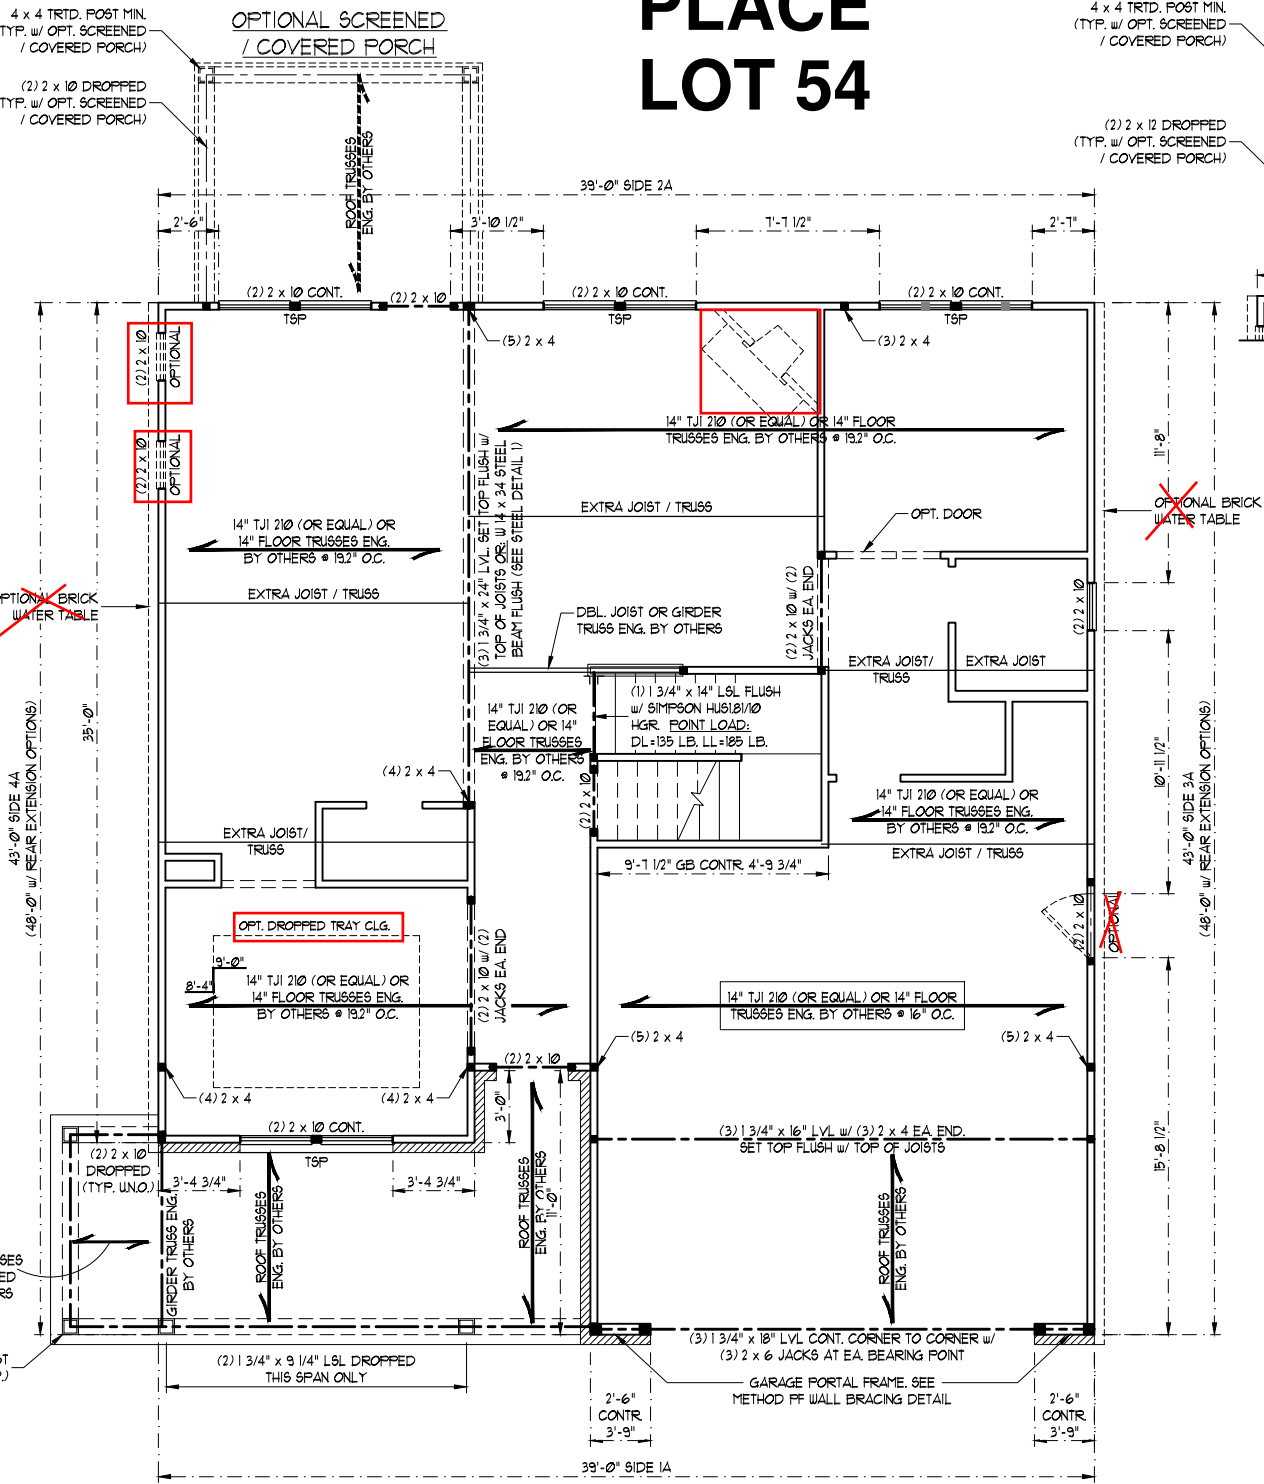 PLACE
LOT 54
4 x 4 TRTD. POST MIN.
TYP. w/ OPT. SCREENED
/ COVERED PORCH)
OPTIONAL SCREENED
/ COVERED PORCH
4 x 4 TRTD. POST MIN.
(TYP. w/ OPT. SCREENED
/ COVERED PORCH)
(2) 2 x 10 DROPPED
TYP. w/ OPT. SCREENED
/ COVERED PORCH)
(2) 2 x 12 DROPPED
(TYP. w/ OPT. SCREENED
/ COVERED PORCH)
ROOF TRUSSES
ENG. BY OTHERS
39'-0" SIDE 2A
2'-6"
3'-10 1/2"
7'-7 1/2"
2'-7"
(2) 2 x 10 CONT.
TSP
(2) 2 x 10
(2) 2 x 10 CONT.
TSP
(2) 2 x 10 CONT.
TSP
(5) 2 x 4
(3) 2 x 4
(2) 2 x 10
OPTIONAL
(2) 2 x 10
OPTIONAL
14" TJI 210 (OR EQUAL) OR 14" FLOOR
TRUSSES ENG. BY OTHERS @ 19.2" O.C.
11'-8"
(3) 1 3/4" x 24" LVL. SET TOP FLUSH w/
TOP OF JOISTS OR: W 14 x 34 STEEL
BEAM FLUSH (SEE STEEL DETAIL 1)
EXTRA JOIST / TRUSS
OPT. DOOR
OPTIONAL BRICK
WATER TABLE
14" TJI 210 (OR EQUAL) OR
14" FLOOR TRUSSES ENG.
BY OTHERS @ 19.2" O.C.
EXTRA JOIST / TRUSS
PTIONAL BRICK
WATER TABLE
DBL. JOIST OR GIRDER
TRUSS ENG. BY OTHERS
(2) 2 x 10 w/ (2)
JACKS EA. END
(2) 2 x 10
EXTRA JOIST/
TRUSS
EXTRA JOIST
(1) 1 3/4" x 14" LSL FLUSH
w/ SIMPSON HUS1.81/10
HGR. POINT LOAD:
DL=135 LB. LL=185 LB.
14" TJI 210 (OR
EQUAL) OR 14"
FLOOR TRUSSES
ENG. BY OTHERS
@ 19.2" O.C.
35'-0"
43'-0" SIDE 4A
(48'-0" w/ REAR EXTENSION OPTIONS)
10'-11 1/2"
43'-0" SIDE 3A
(48'-0" w/ REAR EXTENSION OPTIONS)
(4) 2 x 4
(2) 2 x 10
14" TJI 210 (OR EQUAL) OR
14" FLOOR TRUSSES ENG.
BY OTHERS @ 19.2" O.C.
EXTRA JOIST / TRUSS
EXTRA JOIST/
TRUSS
9'-7 1/2" GB CONTR. 4'-9 3/4"
OPT. DROPPED TRAY CLG.
(2) 2 x 10
OPTIONAL
9'-0"
8'-4"
14" TJI 210 (OR EQUAL) OR
14" FLOOR TRUSSES ENG.
BY OTHERS @ 19.2" O.C.
(2) 2 x 10 w/ (2)
JACKS EA. END
14" TJI 210 (OR EQUAL) OR 14" FLOOR
TRUSSES ENG. BY OTHERS @ 16" O.C.
(5) 2 x 4
(5) 2 x 4
(2) 2 x 10
(4) 2 x 4
(4) 2 x 4
3'-0"
(2) 2 x 10 CONT.
TSP
(3) 1 3/4" x 16" LVL w/ (3) 2 x 4 EA. END.
SET TOP FLUSH w/ TOP OF JOISTS
15'-8 1/2"
(2) 2 x 10
DROPPED
(TYP. U.N.O.)
3'-4 3/4"
3'-4 3/4"
GIRDER TRUSS ENG.
BY OTHERS
ROOF TRUSSES
ENG. BY OTHERS
ROOF TRUSSES
ENG. BY OTHERS
11'-0"
ROOF TRUSSES
ENG. BY OTHERS
SES
ED
RS
(3) 1 3/4" x 18" LVL CONT. CORNER TO CORNER w/
(3) 2 x 6 JACKS AT EA. BEARING POINT
(2) 1 3/4" x 9 1/4" LSL DROPPED
THIS SPAN ONLY
GARAGE PORTAL FRAME. SEE
METHOD PF WALL BRACING DETAIL
2'-6"
CONTR.
3'-9"
2'-6"
CONTR.
3'-9"
39'-0" SIDE 1A